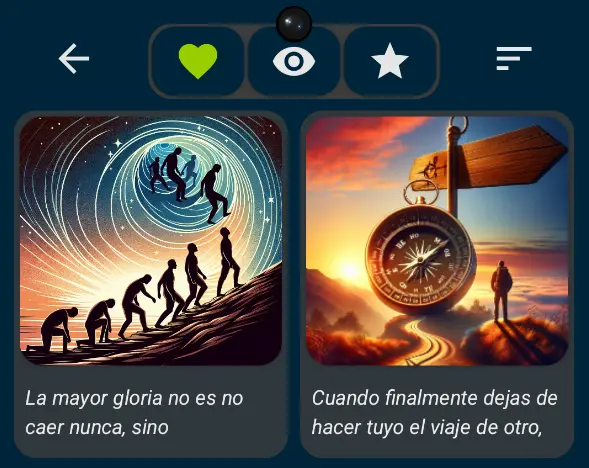 La mayor gloria no es no
caer nunca, sino
Cuando finalmente dejas de
hacer tuyo el viaje de otro,